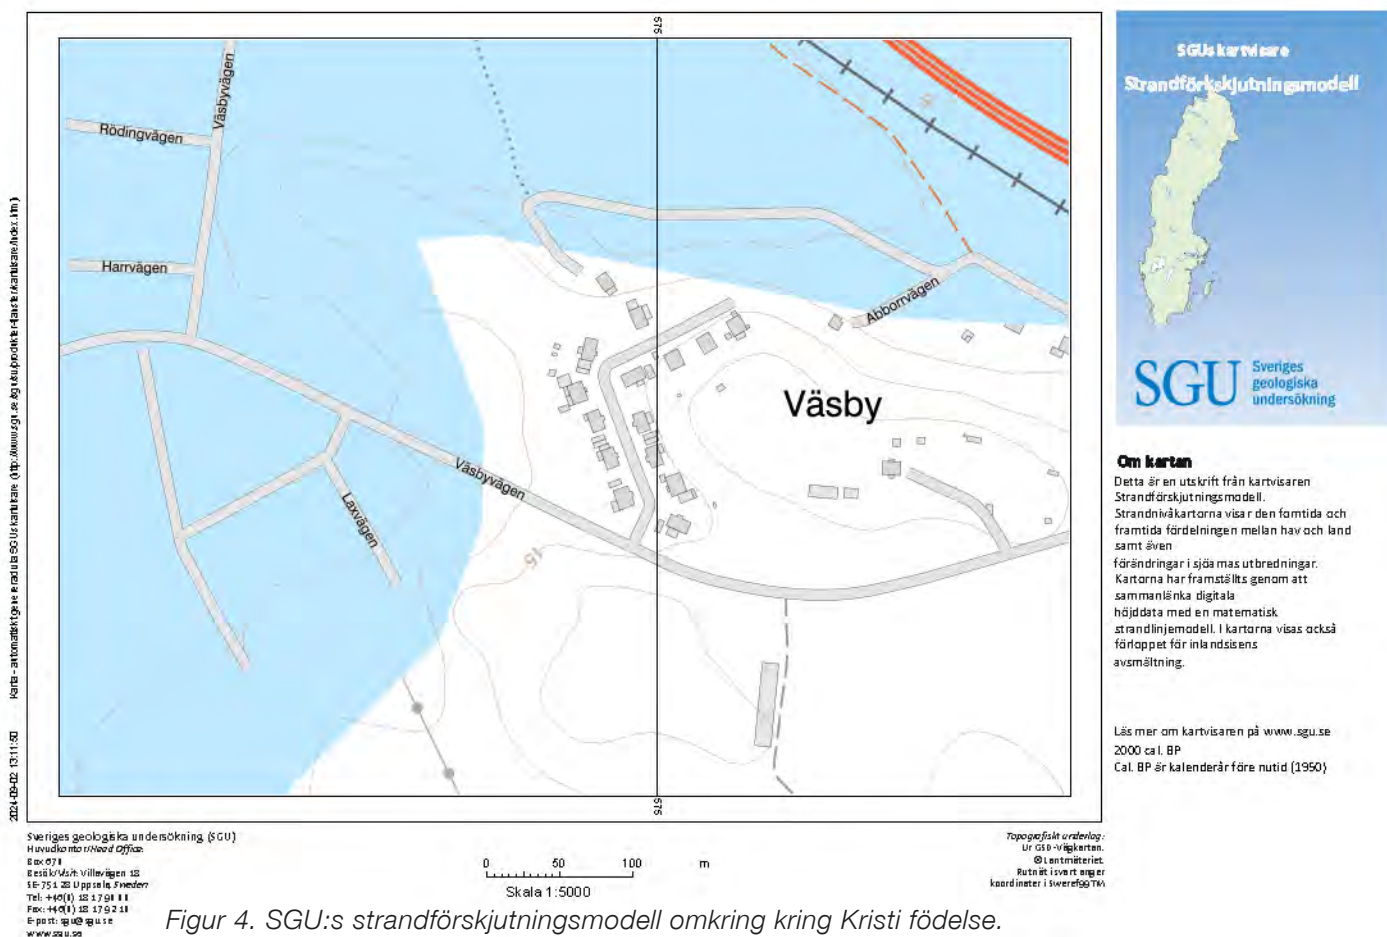 SGUs kartvisare
Strandförkskjutningsmodell
SGU
Sveriges
geologiska
undersökning
Om kartan
Detta är en utskrift från kartvisaren
Strandförskjutningsmodell.
Strandnivåkartorna visar den forntida och
framtida fördelningen mellan hav och land
samt även
förändringar i sjöarnas utbredningar.
Kartorna har framställts genom att
sammanlänka digitala
höjddata med en matematisk
strandlinjemodell. I kartorna visas också
förloppet för inlandsisens
avsmältning.
Läs mer om kartvisaren på www.sgu.se
2000 cal. BP
Cal. BP är kalenderår före nutid (1950)
Väsbyvägen
Rödingvägen
Harrvägen
Abborrvägen
Väsby
Väsbyvägen
Laxvägen
15
Sveriges geologiska undersökning (SGU)
Huvudkontor/Head Office:
Box 670
Besök/Visit: Villavägen 18
SE-751 28 Uppsala, Sweden
E-post: sgu@sgu.se
www.sgu.se
0 50 100 m
Skala 1:5000
Topografiskt underlag:
Ur GSD-Vägkartan.
© Lantmäteriet
Rutnät i svart anger
koordinater i Sweref99 TM
Figur 4. SGU:s strandförskjutningsmodell omkring kring Kristi födelse.